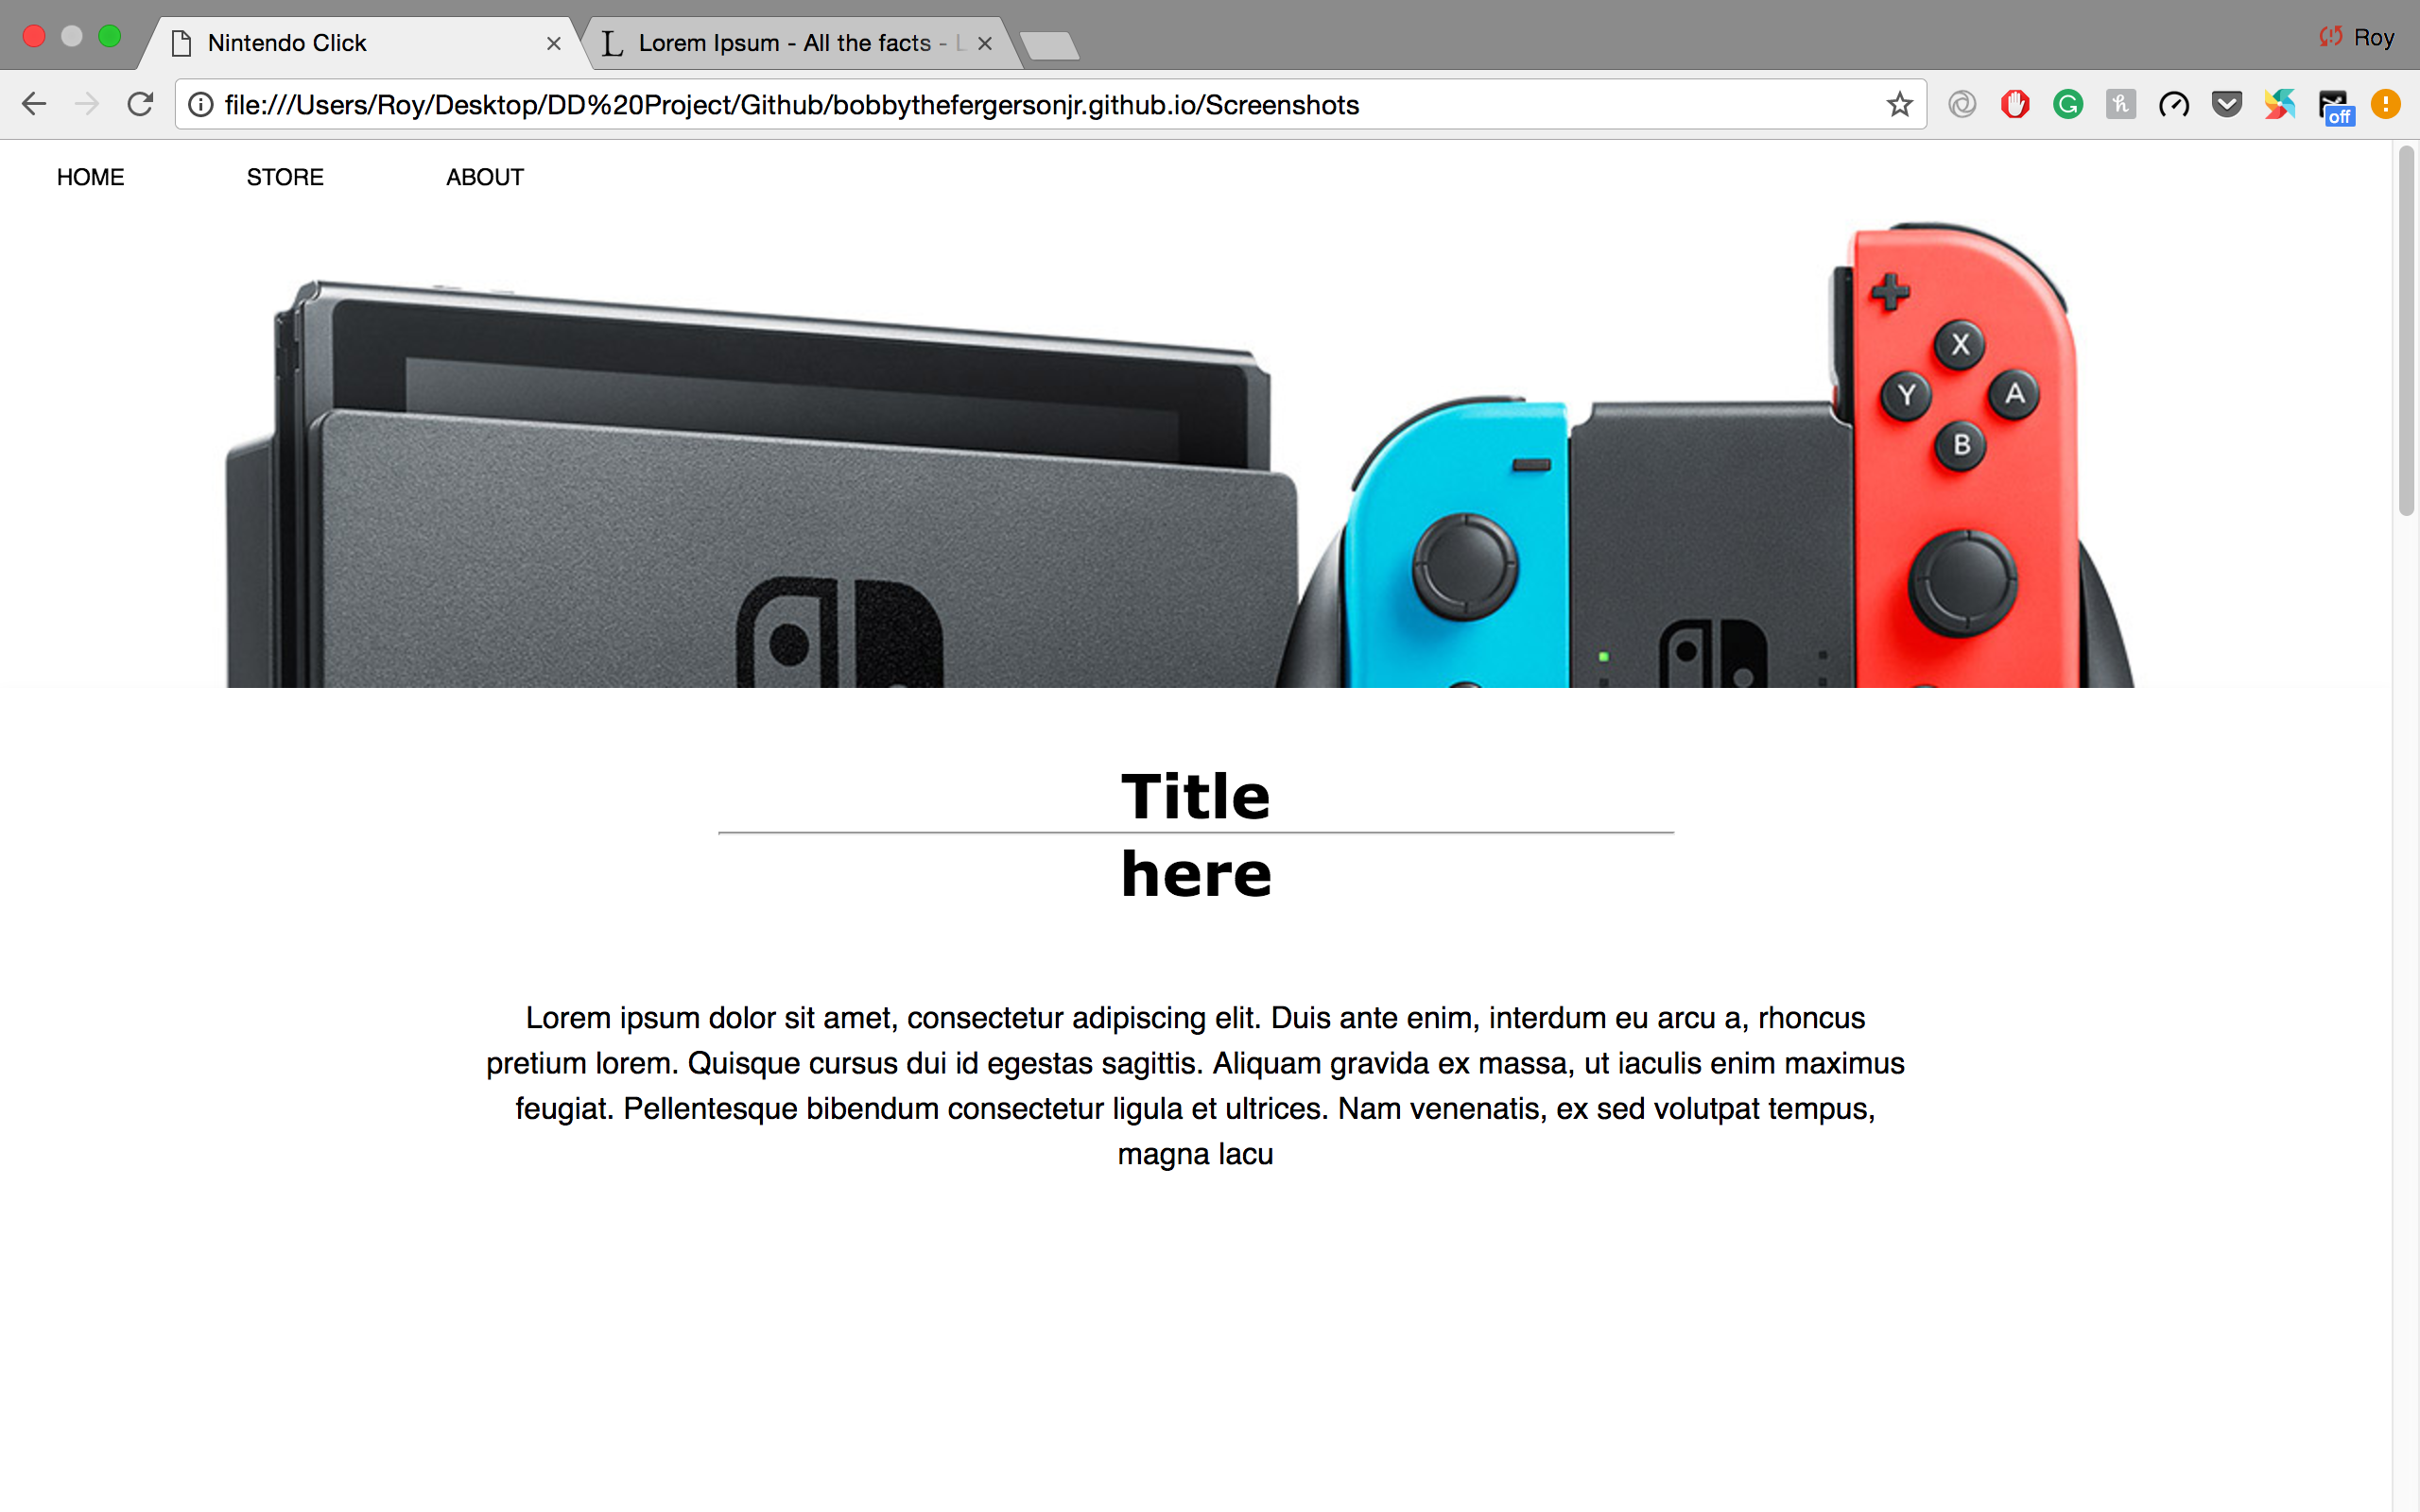 Nintendo Click
Lorem Ipsum - All the facts - L
Roy
file:///Users/Roy/Desktop/DD%20Project/Github/bobbythefergersonjr.github.io/Screenshots
off
HOME STORE ABOUT
X
Y A
B
Title
here
Lorem ipsum dolor sit amet, consectetur adipiscing elit. Duis ante enim, interdum eu arcu a, rhoncus
pretium lorem. Quisque cursus dui id egestas sagittis. Aliquam gravida ex massa, ut iaculis enim maximus
feugiat. Pellentesque bibendum consectetur ligula et ultrices. Nam venenatis, ex sed volutpat tempus,
magna lacu